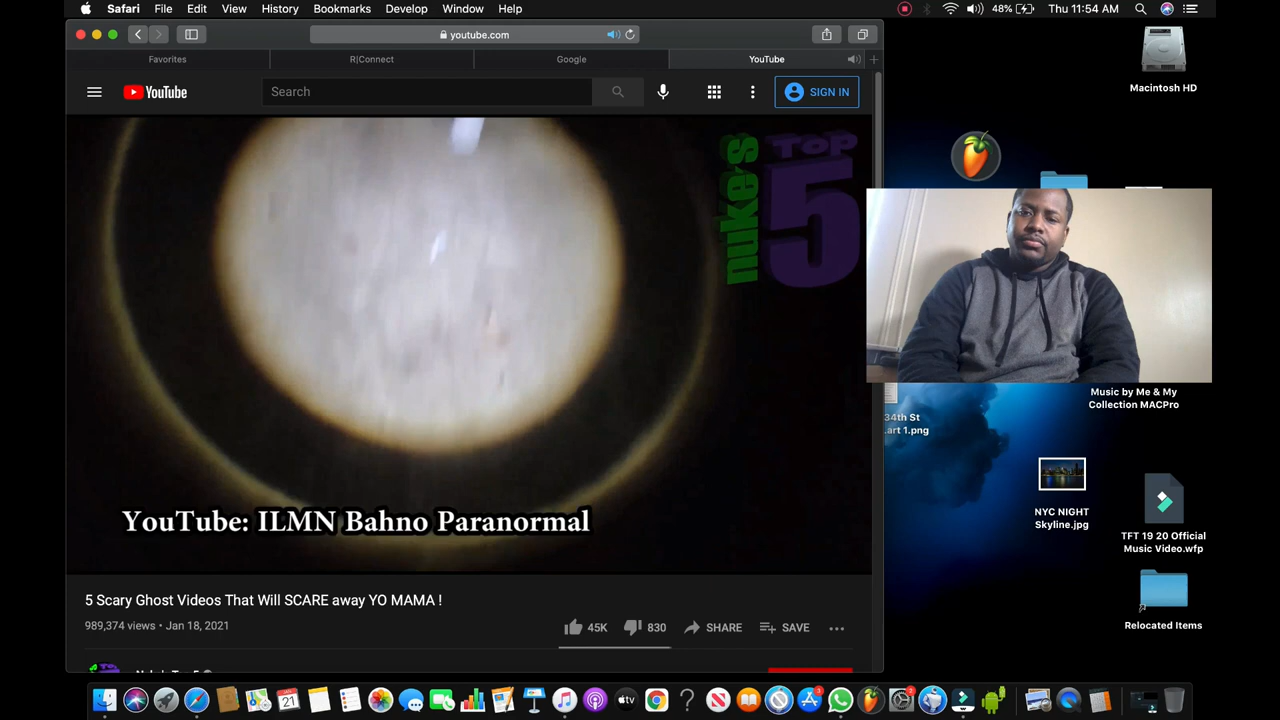 Safari File Edit View History Bookmarks Develop Window Help 48% Thu 11:54 AM
youtube.com
Favorites R|Connect Google YouTube
YouTube Search SIGN IN
Macintosh HD
nuke's
TOP
5
34th St
.art 1.png
Music by Me & My
Collection MACPro
NYC NIGHT
Skyline.jpg
TFT 19 20 Official
Music Video.wfp
Relocated Items
YouTube: ILMN Bahno Paranormal
5 Scary Ghost Videos That Will SCARE away YO MAMA !
989,374 views • Jan 18, 2021
45K 830 SHARE SAVE
21
tv